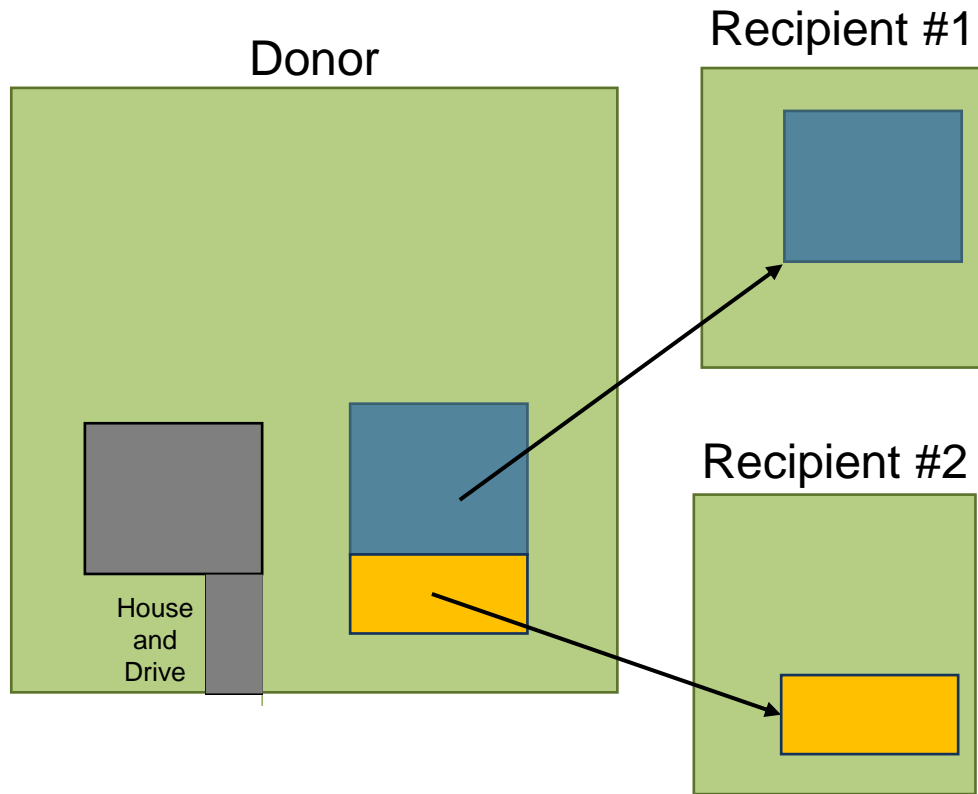 Donor
Recipient #1
House
and
Drive
Recipient #2